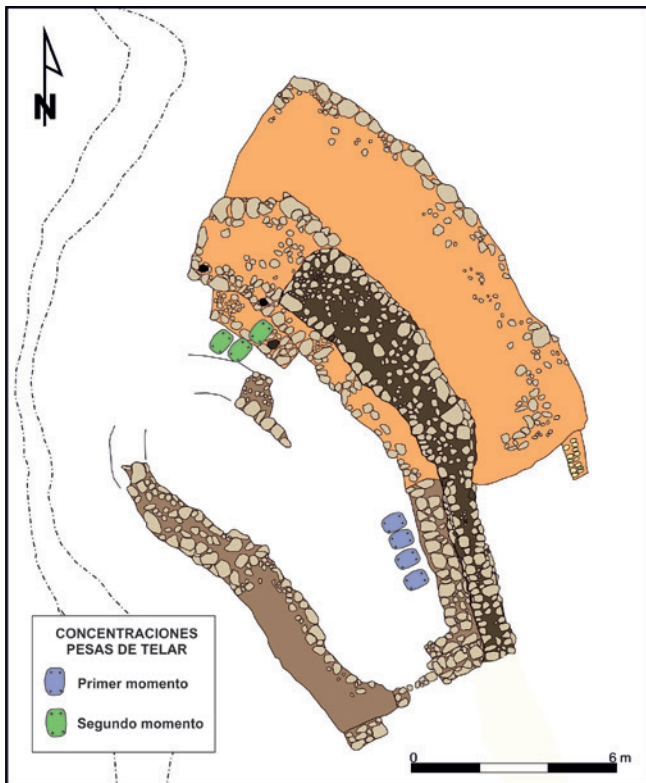 N
CONCENTRACIONES
PESAS DE TELAR
Primer momento
Segundo momento
0 6 m